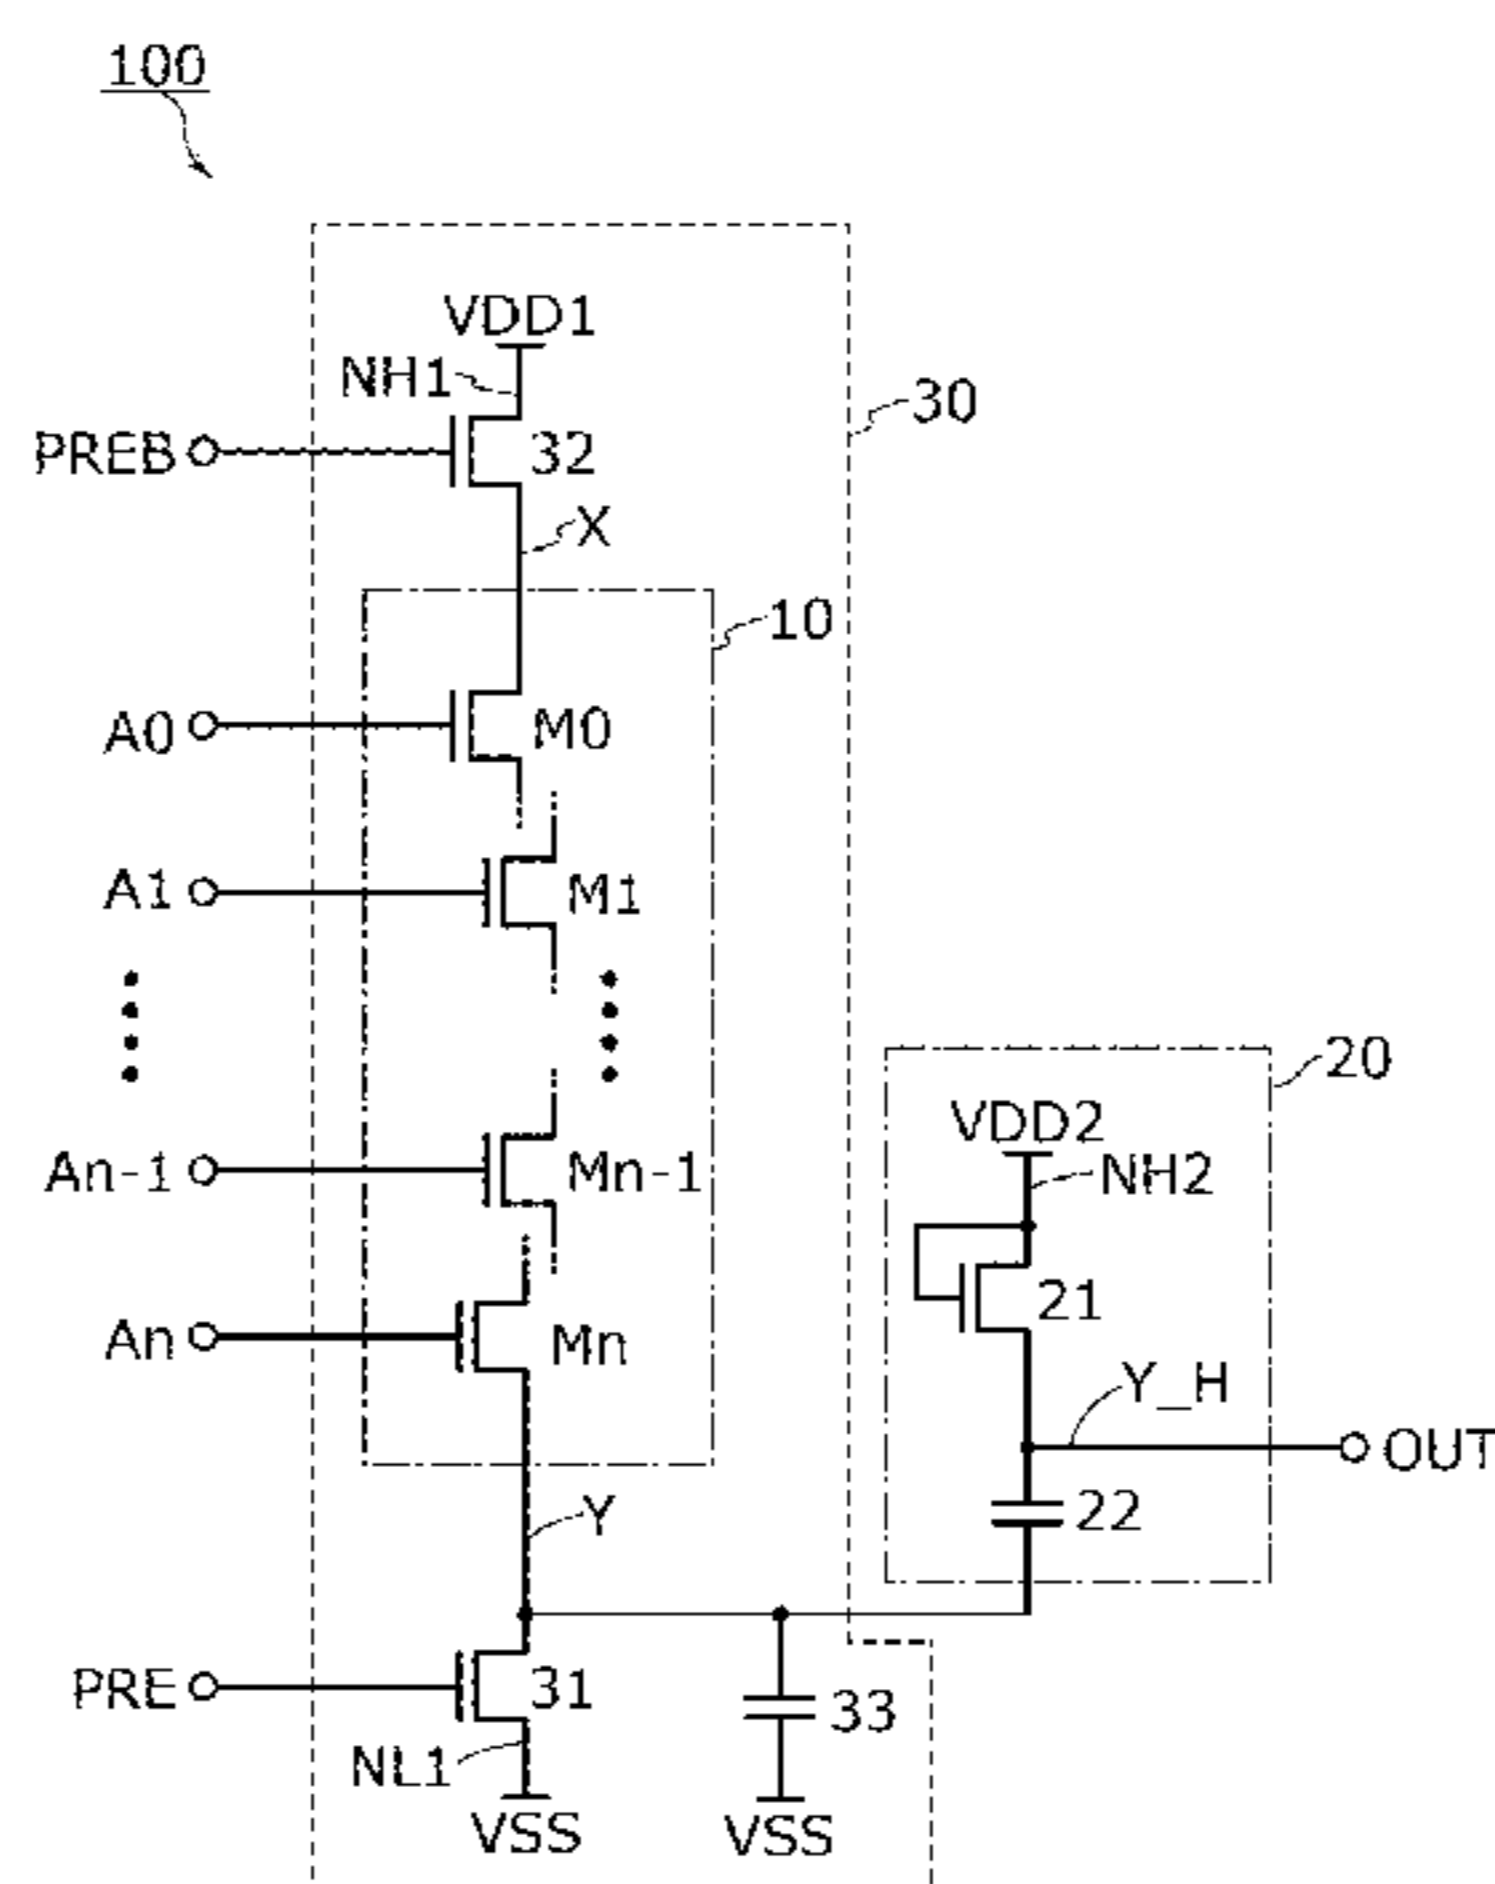 100
VDD1
NH1
30
PREB
32
X
10
A0
M0
A1
M1
20
VDD2
An-1
Mn-1
NH2
21
An
Mn
Y_H
OUT
22
Y
PRE
31
33
NL1
VSS
VSS